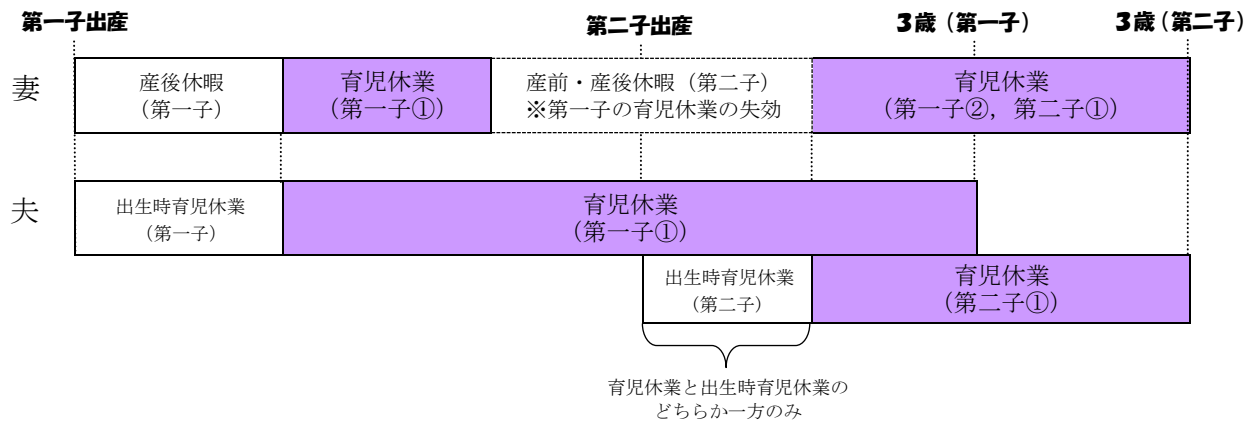 第一子出産
第二子出産
3歳(第一子)
3歳(第二子)
妻
産後休暇
(第一子)
育児休業
(第一子①)
産前・産後休暇(第二子)
※第一子の育児休業の失効
育児休業
(第一子②,第二子①)
夫
出生時育児休業
(第一子)
育児休業
(第一子①)
出生時育児休業
(第二子)
育児休業
(第二子①)
育児休業と出生時育児休業の
どちらか一方のみ